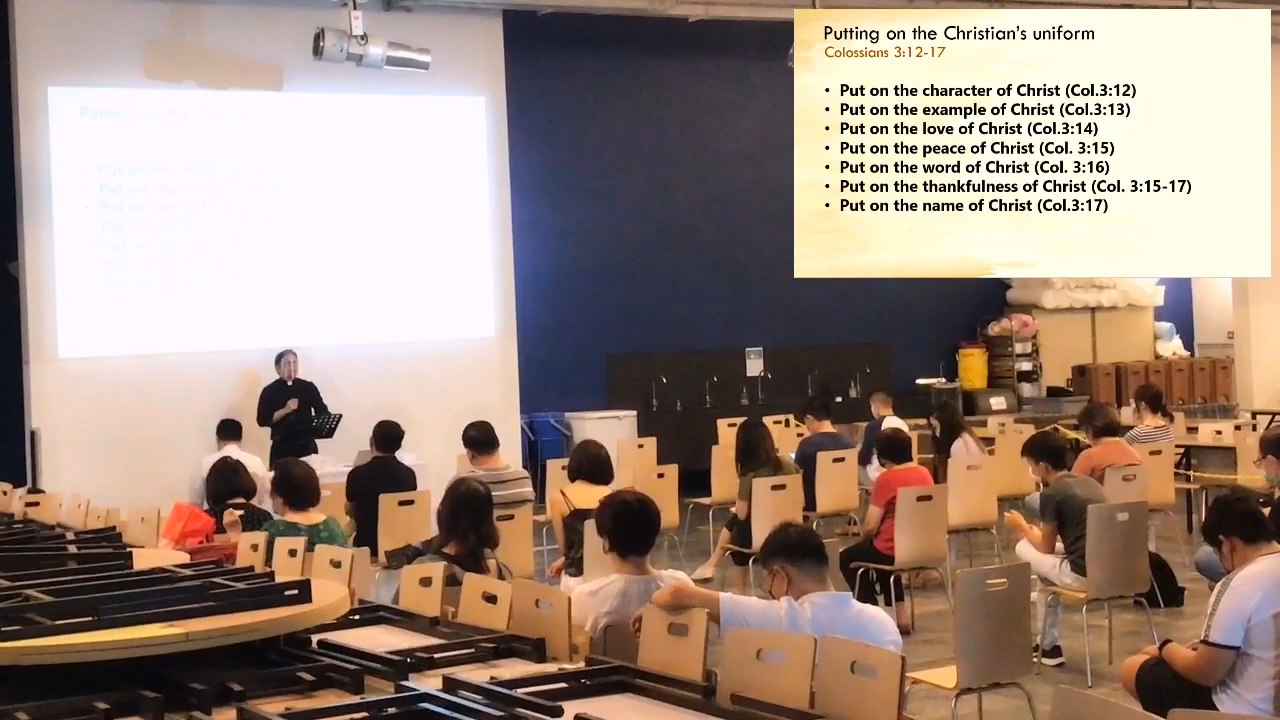 Putting on the Christian's uniform
Colossians 3:12-17
• Put on the character of Christ (Col.3:12)
• Put on the example of Christ (Col.3:13)
• Put on the love of Christ (Col.3:14)
• Put on the peace of Christ (Col. 3:15)
• Put on the word of Christ (Col. 3:16)
• Put on the thankfulness of Christ (Col. 3:15-17)
• Put on the name of Christ (Col.3:17)